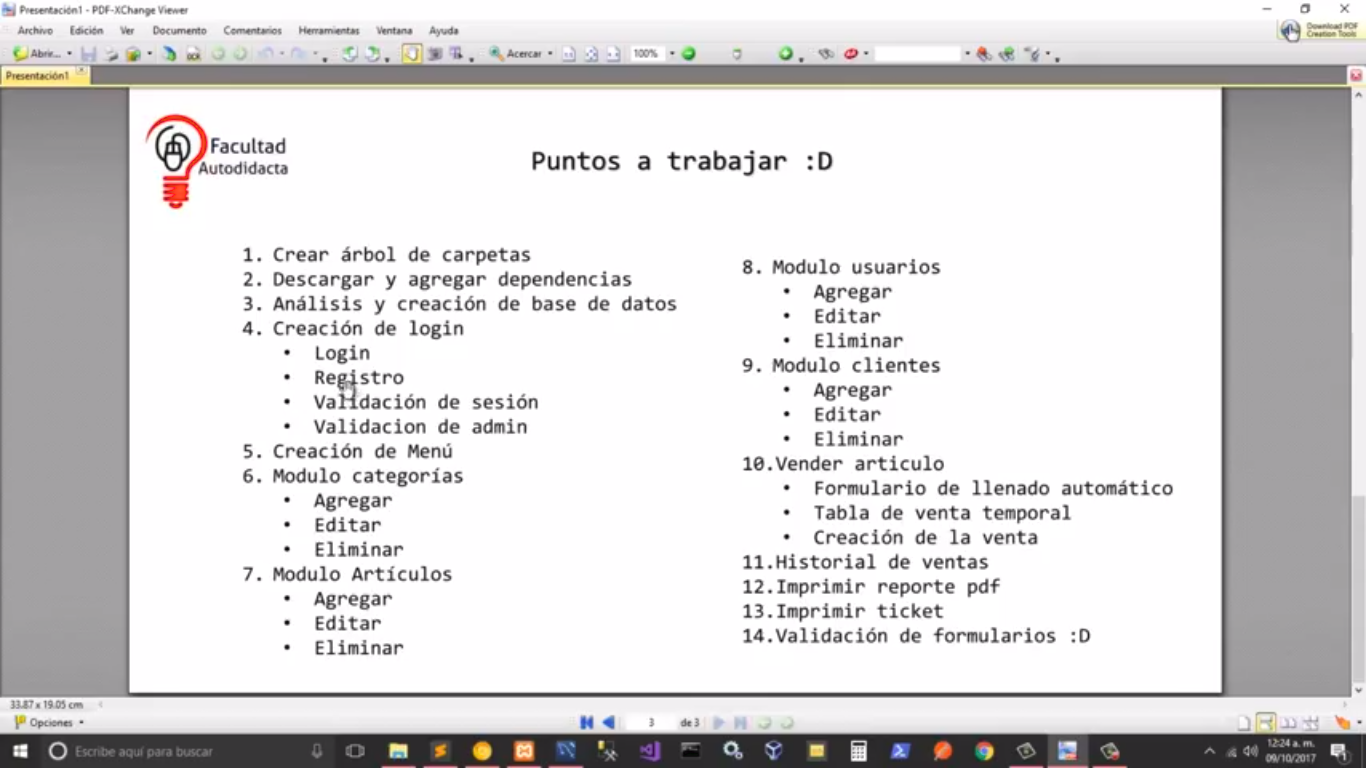 Presentación1 - PDF-XChange Viewer
Archivo Edición Ver Documento Comentarios Herramientas Ventana Ayuda
Download PDF
Creation Tools
Abrir... Acercar 100%
Presentación1
Facultad
Autodidacta
Puntos a trabajar :D
1. Crear árbol de carpetas
2. Descargar y agregar dependencias
3. Análisis y creación de base de datos
4. Creación de login
• Login
• Registro
• Validación de sesión
• Validacion de admin
5. Creación de Menú
6. Modulo categorías
• Agregar
• Editar
• Eliminar
7. Modulo Artículos
• Agregar
• Editar
• Eliminar
8. Modulo usuarios
• Agregar
• Editar
• Eliminar
9. Modulo clientes
• Agregar
• Editar
• Eliminar
10.Vender articulo
• Formulario de llenado automático
• Tabla de venta temporal
• Creación de la venta
11.Historial de ventas
12.Imprimir reporte pdf
13.Imprimir ticket
14.Validación de formularios :D
33.87 x 19.05 cm
Opciones
3 de 3
Escribe aquí para buscar
12:24 a. m.
09/10/2017